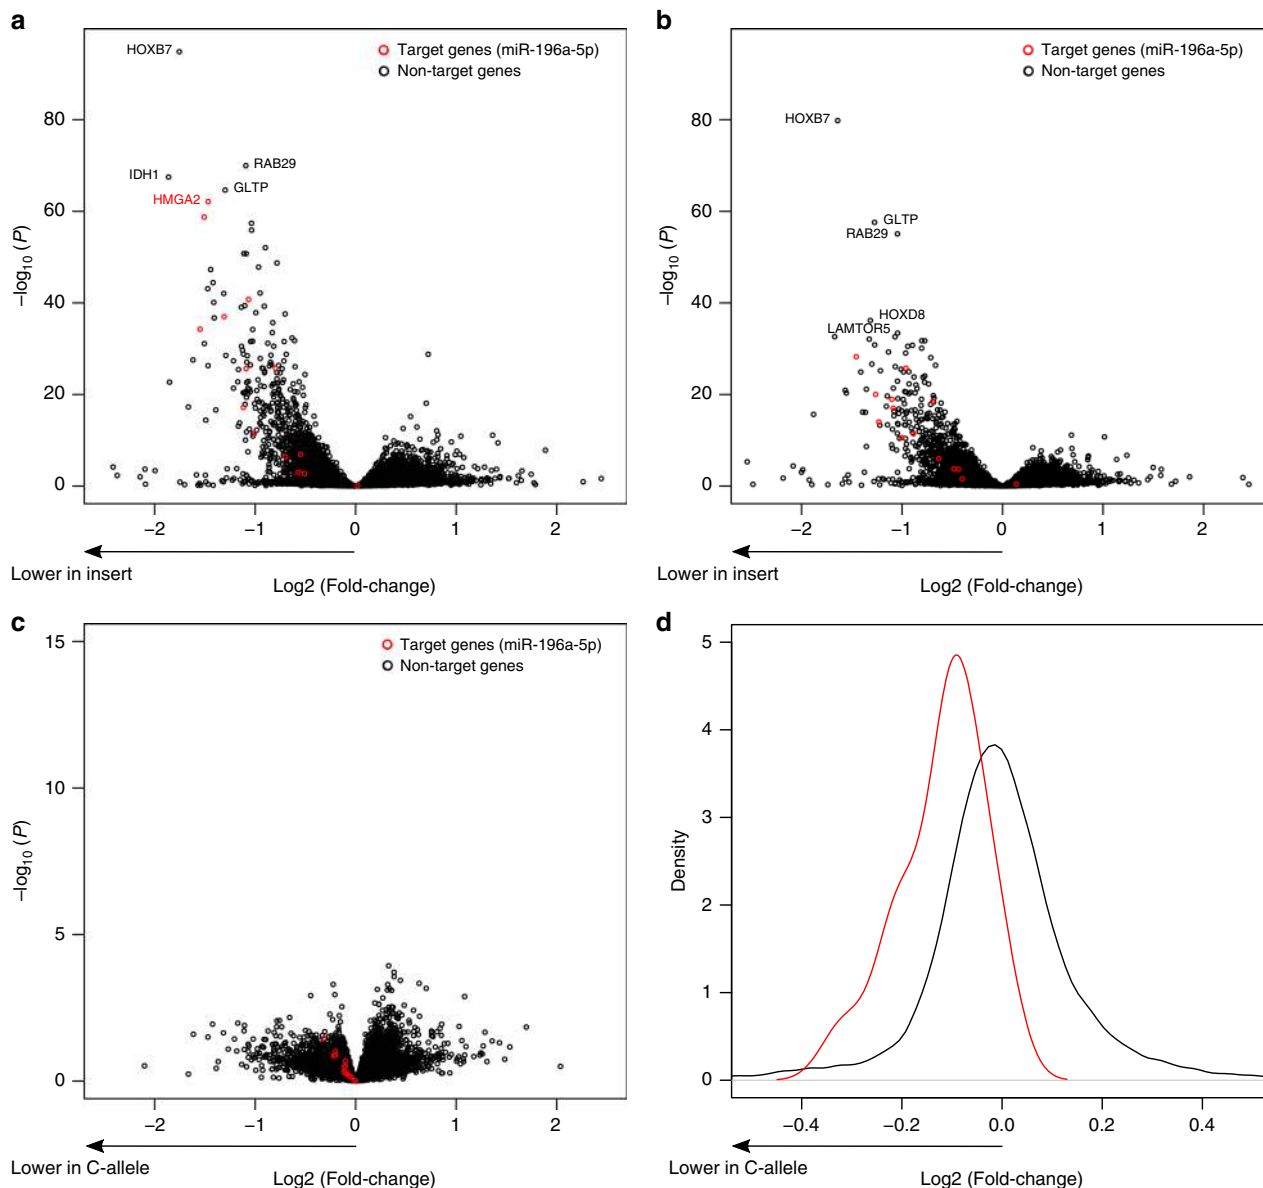 a
HOXB7
Target genes (miR-196a-5p)
Non-target genes
80
RAB29
IDH1
GLTP
HMGA2
60
40
20
0
−log10 (P)
−2 −1 0 1 2
Lower in insert
Log2 (Fold-change)
b
Target genes (miR-196a-5p)
Non-target genes
HOXB7
80
60
GLTP
RAB29
40
HOXD8
LAMTOR5
20
0
−log10 (P)
−2 −1 0 1 2
Lower in insert
Log2 (Fold-change)
c
15
Target genes (miR-196a-5p)
Non-target genes
10
5
0
−log10 (P)
−2 −1 0 1 2
Lower in C-allele
Log2 (Fold-change)
d
5
4
3
2
1
0
Density
−0.4 −0.2 0.0 0.2 0.4
Lower in C-allele
Log2 (Fold-change)